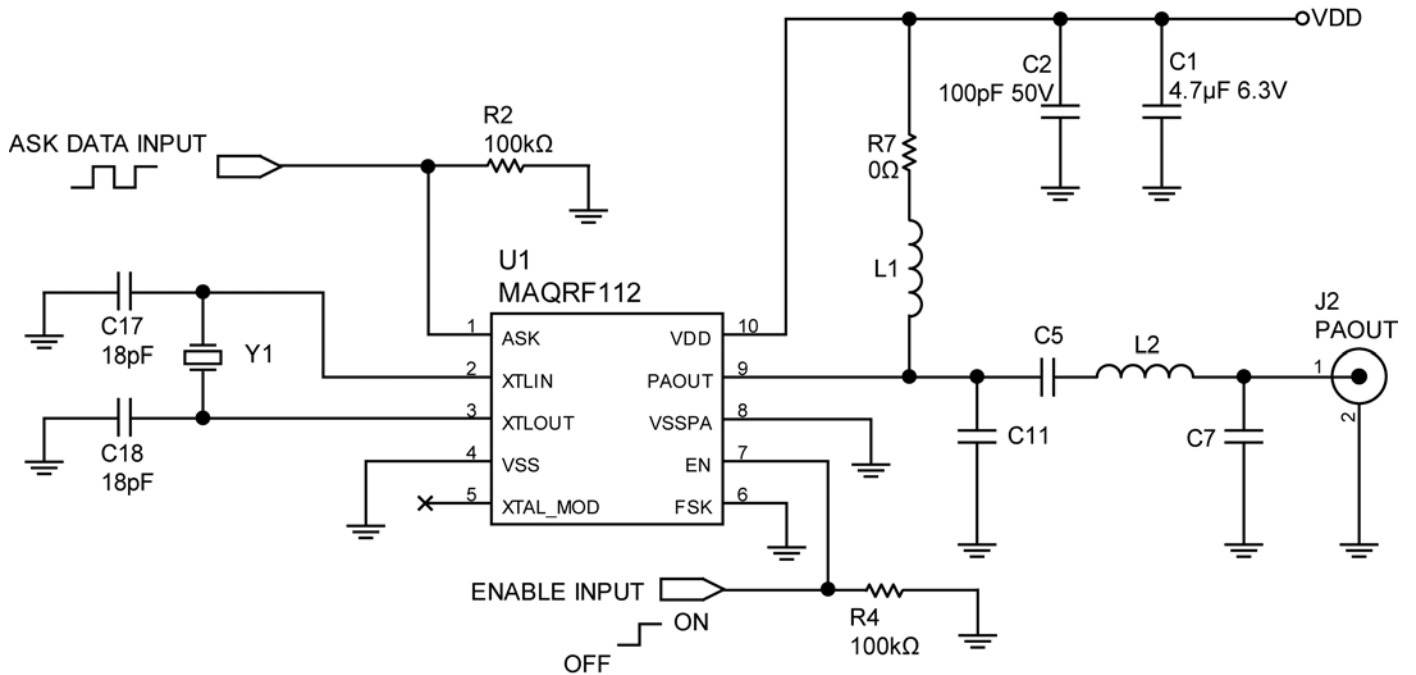 VDD
C2
100pF 50V
C1
4.7µF 6.3V
R2
100kΩ
ASK DATA INPUT
R7
0Ω
L1
U1
MAQRF112
C17
18pF
Y1
C18
18pF
1 ASK
2 XTLIN
3 XTLOUT
4 VSS
5 XTAL_MOD
VDD 10
PAOUT 9
VSSPA 8
EN 7
FSK 6
C5
L2
J2
PAOUT
1
2
C11
C7
ENABLE INPUT
ON
OFF
R4
100kΩ